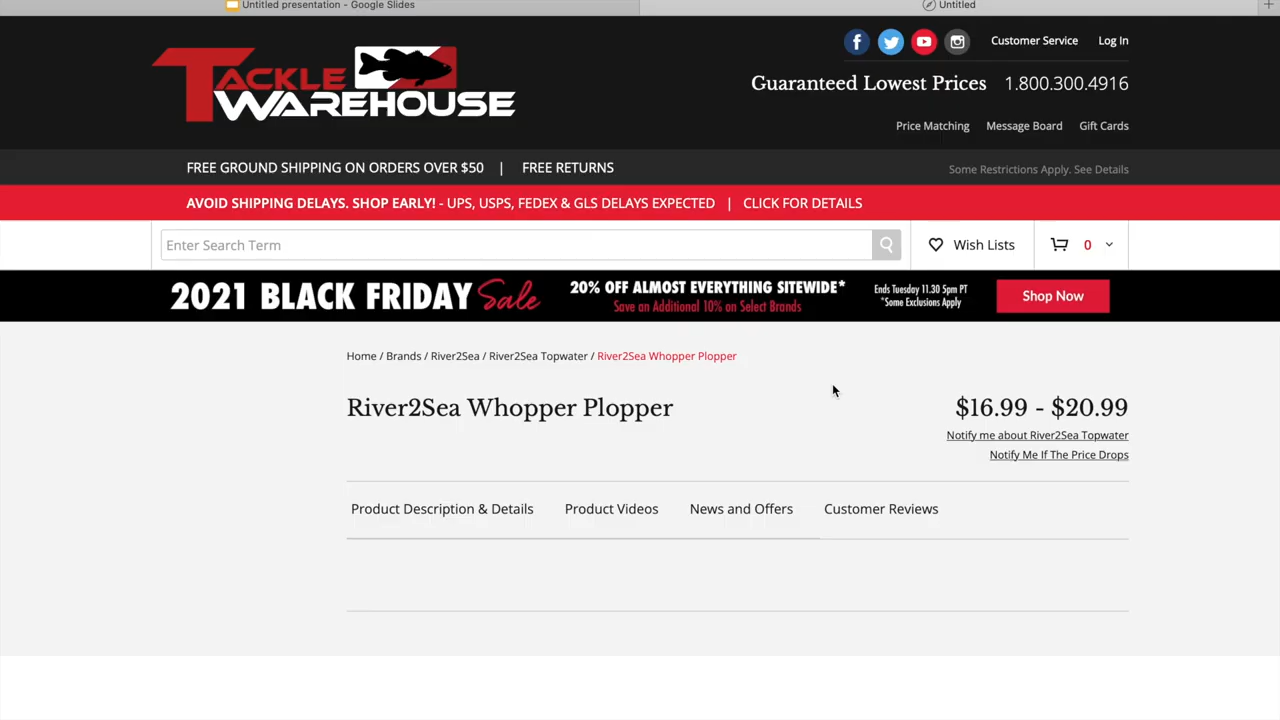 Untitled presentation - Google Slides
Untitled
TACKLE
WAREHOUSE
Customer Service
Log In
Guaranteed Lowest Prices 1.800.300.4916
Price Matching
Message Board
Gift Cards
FREE GROUND SHIPPING ON ORDERS OVER $50 | FREE RETURNS
Some Restrictions Apply. See Details
AVOID SHIPPING DELAYS. SHOP EARLY! - UPS, USPS, FEDEX & GLS DELAYS EXPECTED | CLICK FOR DETAILS
Enter Search Term
Wish Lists
0
2021 BLACK FRIDAY Sale
20% OFF ALMOST EVERYTHING SITEWIDE*
Save an Additional 10% on Select Brands
Ends Tuesday 11.30 5pm PT
*Some Exclusions Apply
Shop Now
Home / Brands / River2Sea / River2Sea Topwater / River2Sea Whopper Plopper
River2Sea Whopper Plopper
$16.99 - $20.99
Notify me about River2Sea Topwater
Notify Me If The Price Drops
Product Description & Details
Product Videos
News and Offers
Customer Reviews